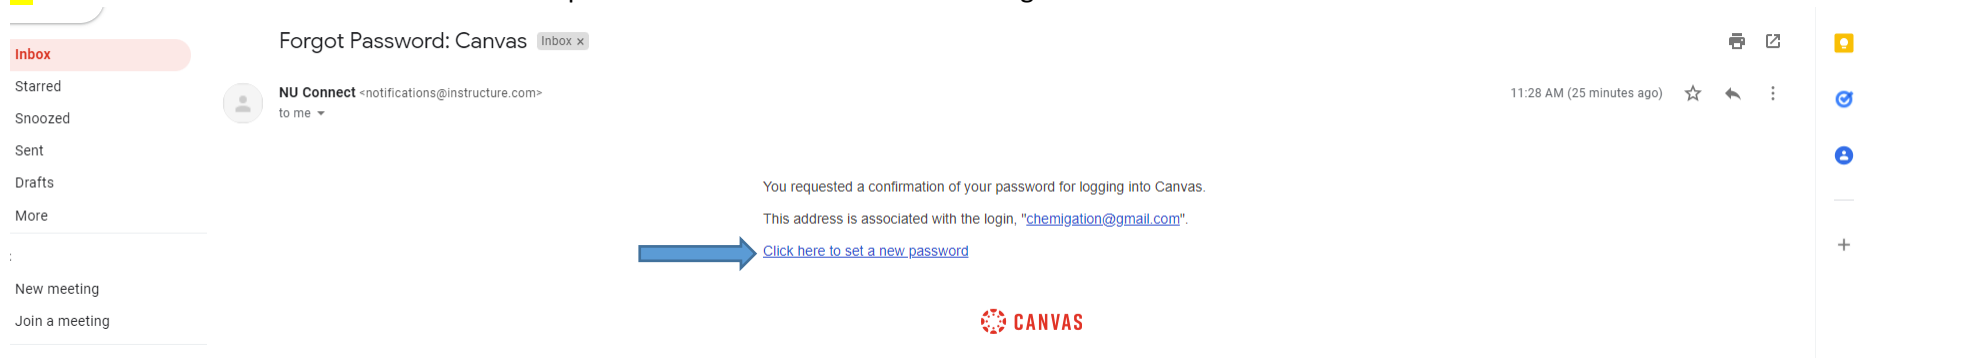 Forgot Password: Canvas Inbox x
Inbox
Starred
Snoozed
Sent
Drafts
More
New meeting
Join a meeting
NU Connect <notifications@instructure.com>
to me
11:28 AM (25 minutes ago)
You requested a confirmation of your password for logging into Canvas.
This address is associated with the login, "chemigation@gmail.com".
Click here to set a new password
CANVAS